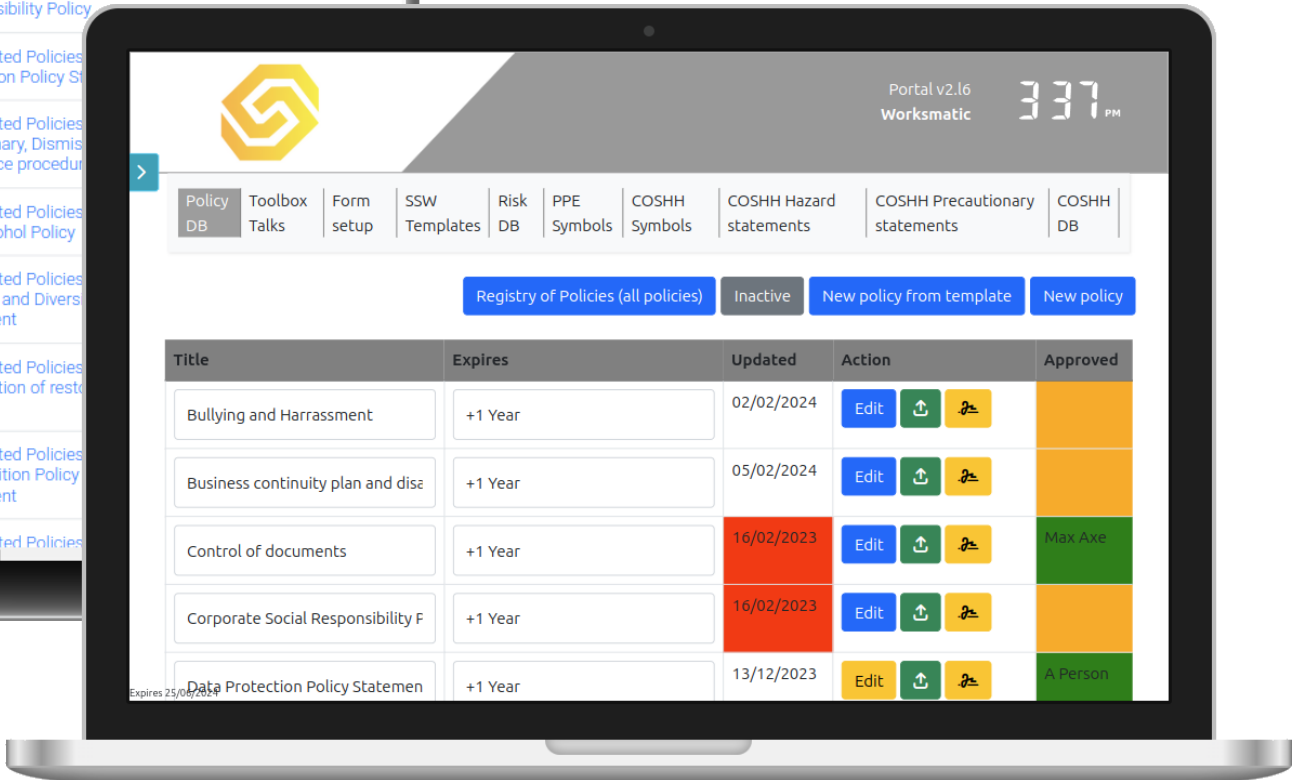 sibility Policy
ted Policies
on Policy St
ted Policies
nary, Dismis
ce procedur
ted Policies
ohol Policy
ted Policies
and Divers
ent
ted Policies
tion of resto
ted Policies
ition Policy
ent
ted Policies
Portal v2.16
Worksmatic
337 PM
Policy DB
Toolbox Talks
Form setup
SSW Templates
Risk DB
PPE Symbols
COSHH Symbols
COSHH Hazard statements
COSHH Precautionary statements
COSHH DB
Registry of Policies (all policies) Inactive New policy from template New policy
Title Expires Updated Action Approved
Bullying and Harrassment +1 Year 02/02/2024 Edit
Business continuity plan and disa +1 Year 05/02/2024 Edit
Control of documents +1 Year 16/02/2023 Edit Max Axe
Corporate Social Responsibility P +1 Year 16/02/2023 Edit
Data Protection Policy Statemen +1 Year 13/12/2023 Edit A Person
Expires 25/06/2024